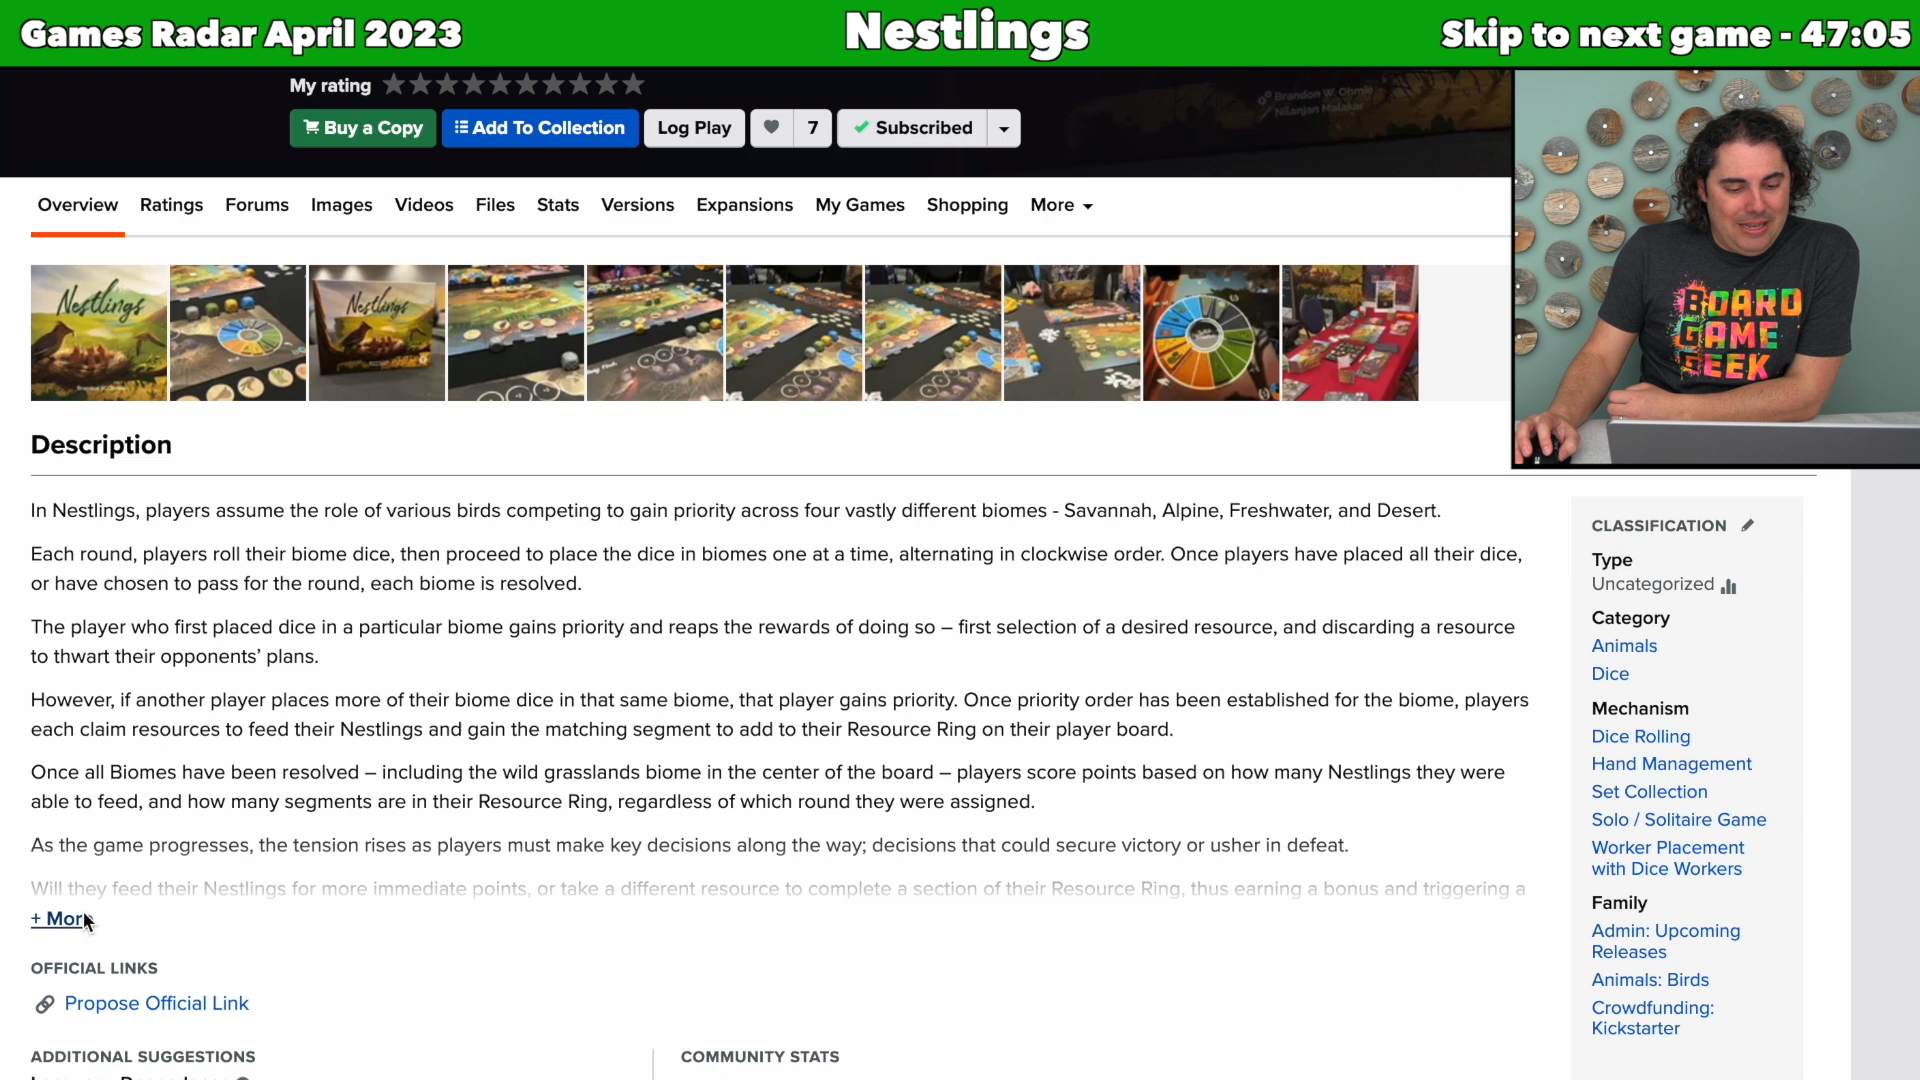 Games Radar April 2023
Nestlings
Skip to next game - 47:05
My rating
Brandon W. Ohmie
Nilanjan Malakar
Buy a Copy
Add To Collection
Log Play
7
Subscribed
Overview
Ratings
Forums
Images
Videos
Files
Stats
Versions
Expansions
My Games
Shopping
More
Nestlings
Nestlings
BOARD
GAME
GEEK
Description
In Nestlings, players assume the role of various birds competing to gain priority across four vastly different biomes - Savannah, Alpine, Freshwater, and Desert.
Each round, players roll their biome dice, then proceed to place the dice in biomes one at a time, alternating in clockwise order. Once players have placed all their dice,
or have chosen to pass for the round, each biome is resolved.
The player who first placed dice in a particular biome gains priority and reaps the rewards of doing so – first selection of a desired resource, and discarding a resource
to thwart their opponents’ plans.
However, if another player places more of their biome dice in that same biome, that player gains priority. Once priority order has been established for the biome, players
each claim resources to feed their Nestlings and gain the matching segment to add to their Resource Ring on their player board.
Once all Biomes have been resolved – including the wild grasslands biome in the center of the board – players score points based on how many Nestlings they were
able to feed, and how many segments are in their Resource Ring, regardless of which round they were assigned.
As the game progresses, the tension rises as players must make key decisions along the way; decisions that could secure victory or usher in defeat.
Will they feed their Nestlings for more immediate points, or take a different resource to complete a section of their Resource Ring, thus earning a bonus and triggering a
+ More
OFFICIAL LINKS
Propose Official Link
ADDITIONAL SUGGESTIONS
COMMUNITY STATS
CLASSIFICATION
Type
Uncategorized
Category
Animals
Dice
Mechanism
Dice Rolling
Hand Management
Set Collection
Solo / Solitaire Game
Worker Placement
with Dice Workers
Family
Admin: Upcoming
Releases
Animals: Birds
Crowdfunding:
Kickstarter